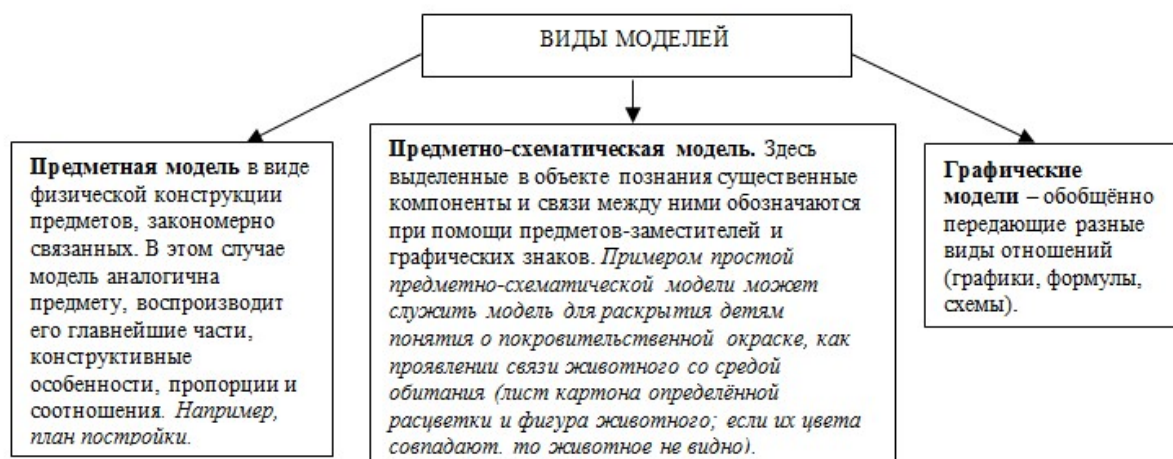 ВИДЫ МОДЕЛЕЙ
Предметная модель в виде
физической конструкции
предметов, закономерно
связанных. В этом случае
модель аналогична
предмету, воспроизводит
его главнейшие части,
конструктивные
особенности, пропорции и
соотношения. Например,
план постройки.
Предметно-схематическая модель. Здесь
выделенные в объекте познания существенные
компоненты и связи между ними обозначаются
при помощи предметов-заместителей и
графических знаков. Примером простой
предметно-схематической модели может
служить модель для раскрытия детям
понятия о покровительственной окраске, как
проявлении связи животного со средой
обитания (лист картона определённой
расцветки и фигура животного; если их цвета
совпадают, то животное не видно).
Графические
модели – обобщённо
передающие разные
виды отношений
(графики, формулы,
схемы).